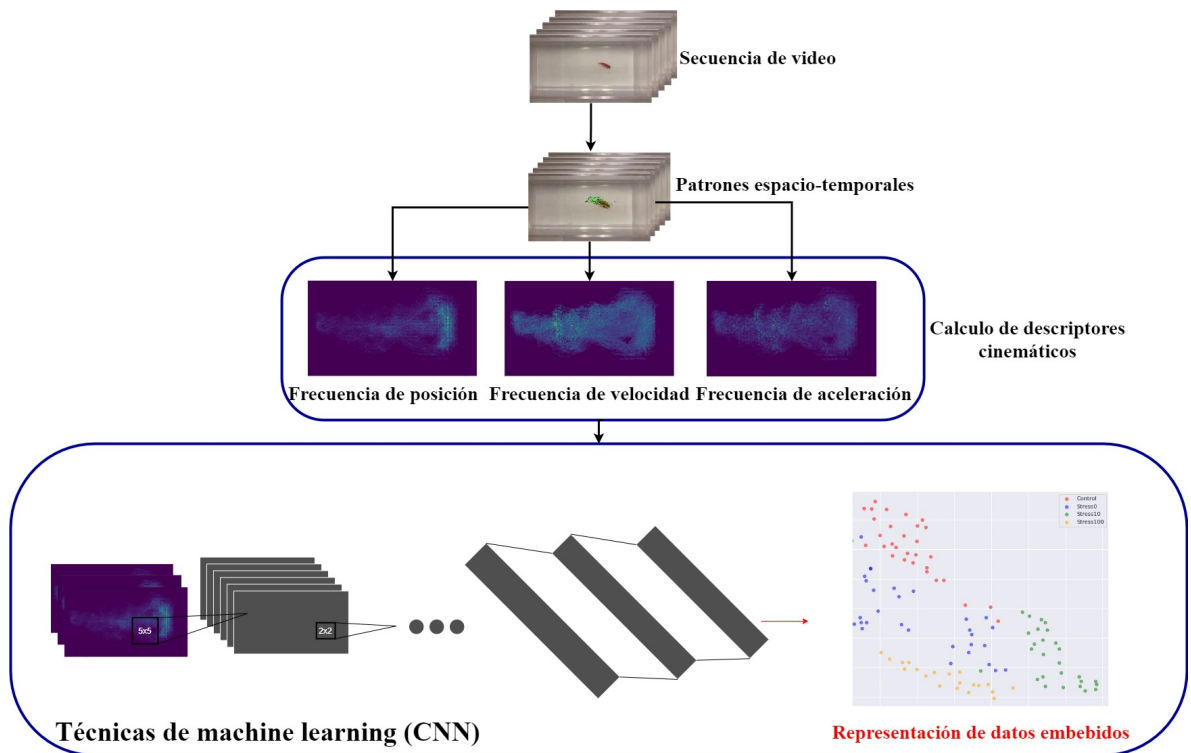 Secuencia de video
Patrones espacio-temporales
Calculo de descriptores
cinemáticos
Frecuencia de posición
Frecuencia de velocidad
Frecuencia de aceleración
5x5
2x2
Control
Stress0
Stress10
Stress100
Técnicas de machine learning (CNN)
Representación de datos embebidos